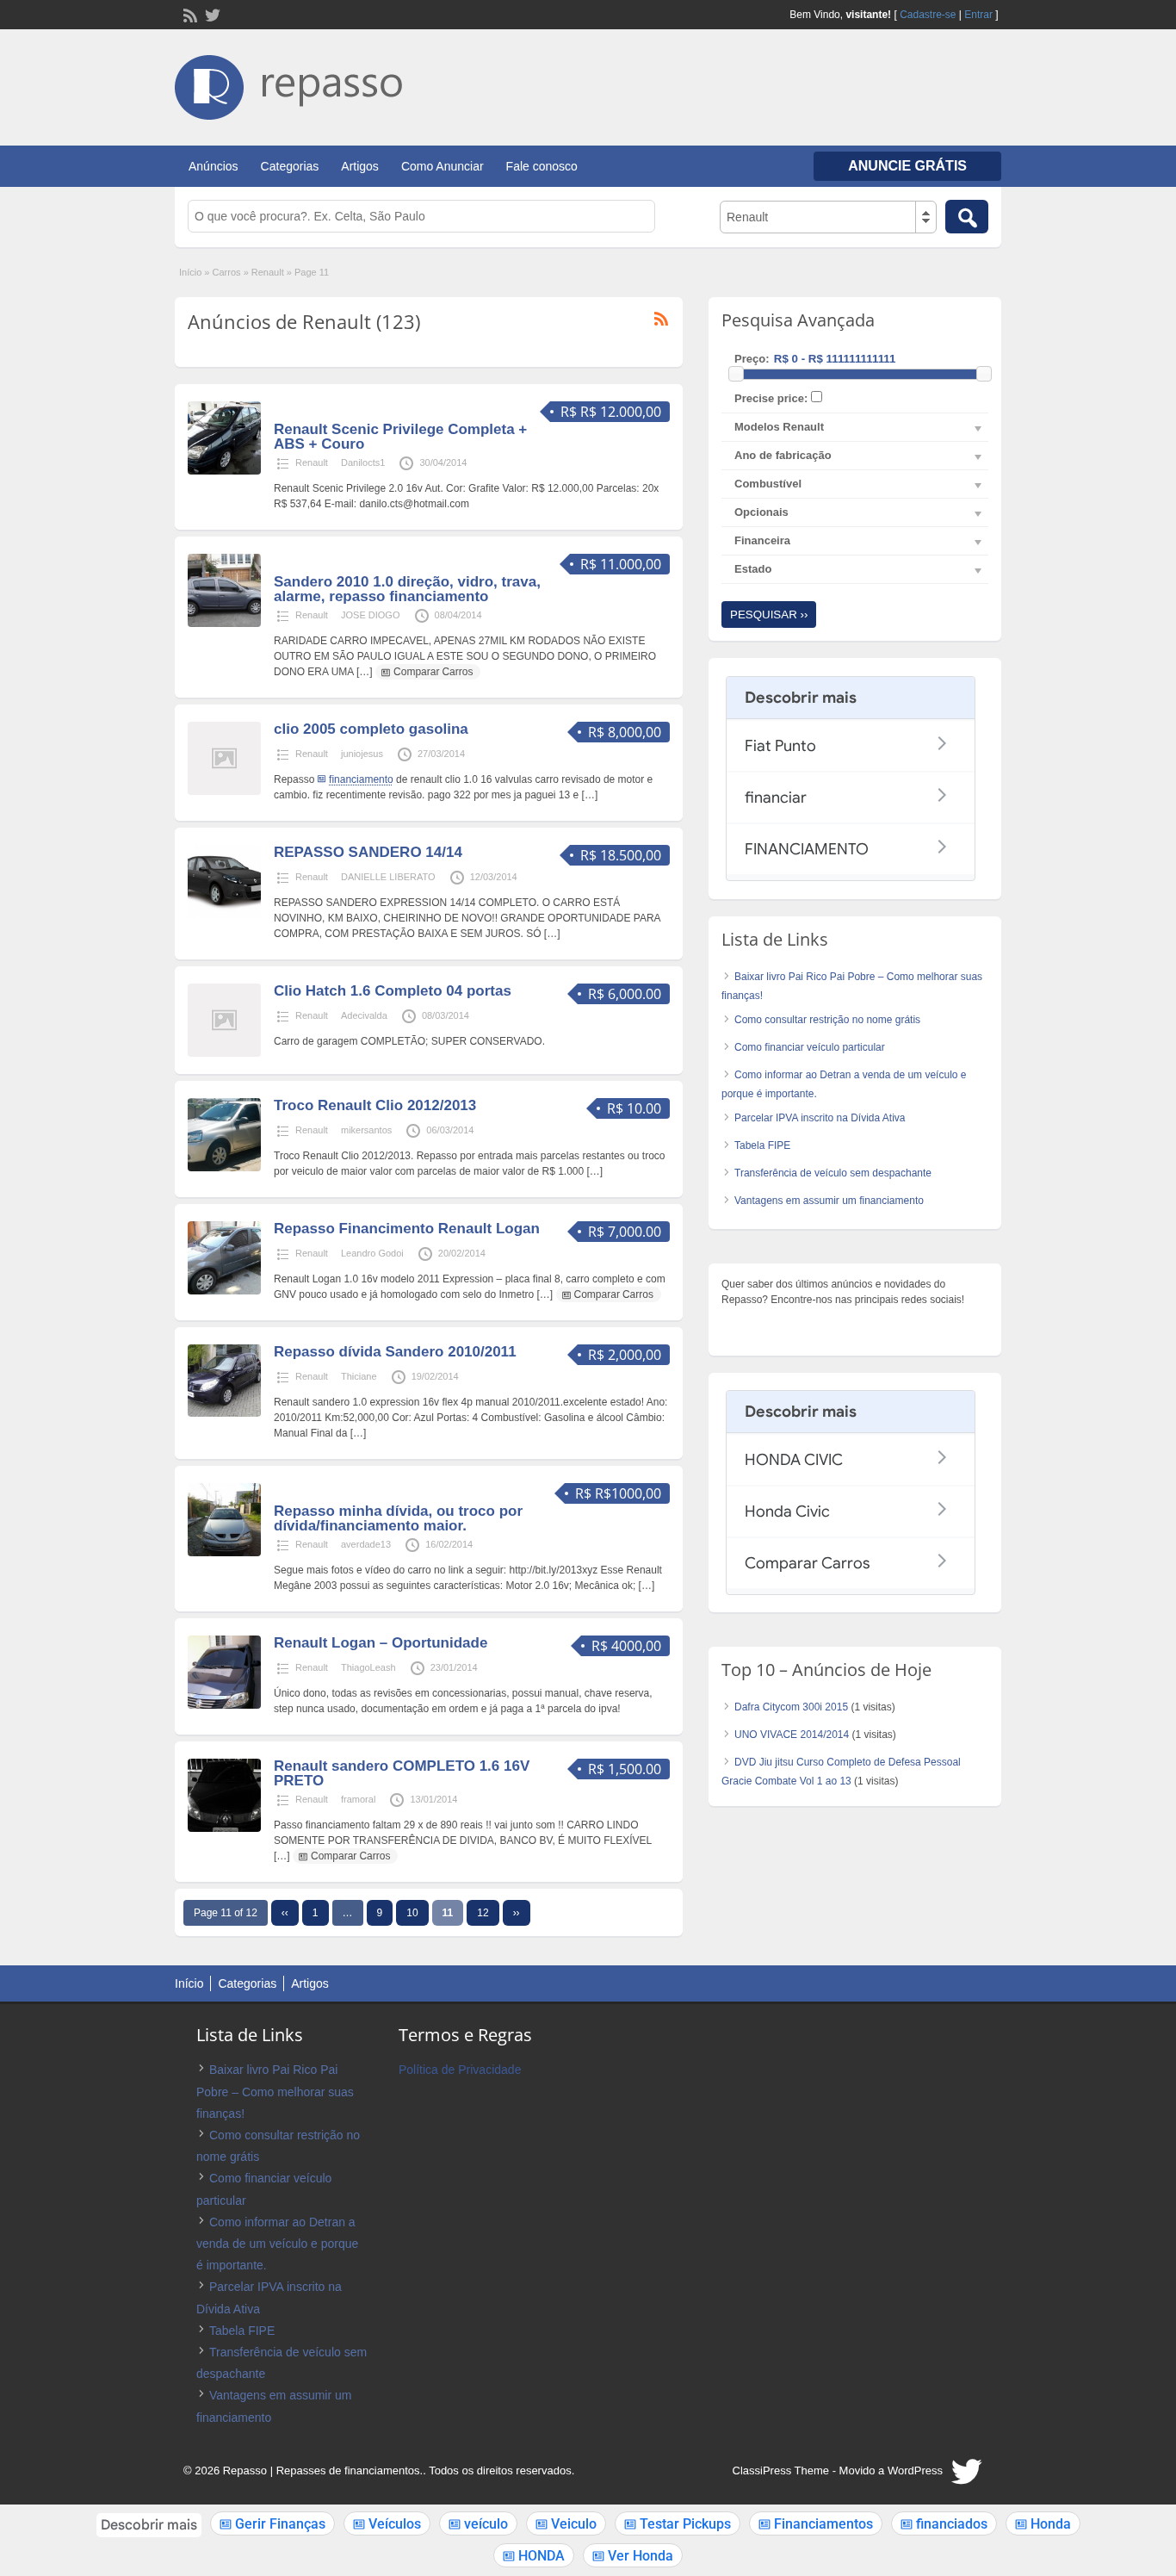 Bem Vindo, visitante! [ Cadastre-se | Entrar ]
R repasso
Anúncios Categorias Artigos Como Anunciar Fale conosco ANUNCIE GRÁTIS
O que você procura?. Ex. Celta, São Paulo Renault
Início » Carros » Renault » Page 11
Anúncios de Renault (123)
R$ R$ 12.000,00
Renault Scenic Privilege Completa +
ABS + Couro
Renault Danilocts1 30/04/2014
Renault Scenic Privilege 2.0 16v Aut. Cor: Grafite Valor: R$ 12.000,00 Parcelas: 20x
R$ 537,64 E-mail: danilo.cts@hotmail.com
R$ 11.000,00
Sandero 2010 1.0 direção, vidro, trava,
alarme, repasso financiamento
Renault JOSE DIOGO 08/04/2014
RARIDADE CARRO IMPECAVEL, APENAS 27MIL KM RODADOS NÃO EXISTE
OUTRO EM SÃO PAULO IGUAL A ESTE SOU O SEGUNDO DONO, O PRIMEIRO
DONO ERA UMA […] Comparar Carros
clio 2005 completo gasolina R$ 8,000,00
Renault juniojesus 27/03/2014
Repasso financiamento de renault clio 1.0 16 valvulas carro revisado de motor e
cambio. fiz recentimente revisão. pago 322 por mes ja paguei 13 e […]
REPASSO SANDERO 14/14 R$ 18.500,00
Renault DANIELLE LIBERATO 12/03/2014
REPASSO SANDERO EXPRESSION 14/14 COMPLETO. O CARRO ESTÁ
NOVINHO, KM BAIXO, CHEIRINHO DE NOVO!! GRANDE OPORTUNIDADE PARA
COMPRA, COM PRESTAÇÃO BAIXA E SEM JUROS. SÓ […]
Clio Hatch 1.6 Completo 04 portas R$ 6,000.00
Renault Adecivalda 08/03/2014
Carro de garagem COMPLETÃO; SUPER CONSERVADO.
Troco Renault Clio 2012/2013 R$ 10.00
Renault mikersantos 06/03/2014
Troco Renault Clio 2012/2013. Repasso por entrada mais parcelas restantes ou troco
por veiculo de maior valor com parcelas de maior valor de R$ 1.000 […]
Repasso Financimento Renault Logan R$ 7,000.00
Renault Leandro Godoi 20/02/2014
Renault Logan 1.0 16v modelo 2011 Expression – placa final 8, carro completo e com
GNV pouco usado e já homologado com selo do Inmetro […] Comparar Carros
Repasso dívida Sandero 2010/2011 R$ 2,000,00
Renault Thiciane 19/02/2014
Renault sandero 1.0 expression 16v flex 4p manual 2010/2011.excelente estado! Ano:
2010/2011 Km:52,000,00 Cor: Azul Portas: 4 Combustível: Gasolina e álcool Câmbio:
Manual Final da […]
R$ R$1000,00
Repasso minha dívida, ou troco por
dívida/financiamento maior.
Renault averdade13 16/02/2014
Segue mais fotos e vídeo do carro no link a seguir: http://bit.ly/2013xyz Esse Renault
Megàne 2003 possui as seguintes características: Motor 2.0 16v; Mecânica ok; […]
Renault Logan – Oportunidade R$ 4000,00
Renault ThiagoLeash 23/01/2014
Único dono, todas as revisões em concessionarias, possui manual, chave reserva,
step nunca usado, documentação em ordem e já paga a 1ª parcela do ipva!
Renault sandero COMPLETO 1.6 16V R$ 1,500.00
PRETO
Renault framoral 13/01/2014
Passo financiamento faltam 29 x de 890 reais !! vai junto som !! CARRO LINDO
SOMENTE POR TRANSFERÊNCIA DE DIVIDA, BANCO BV, É MUITO FLEXÍVEL
[…] Comparar Carros
Page 11 of 12 ‹‹ 1 … 9 10 11 12 ››
Pesquisa Avançada
Preço: R$ 0 - R$ 111111111111
Precise price:
Modelos Renault
Ano de fabricação
Combustível
Opcionais
Financeira
Estado
PESQUISAR ››
Descobrir mais
Fiat Punto
financiar
FINANCIAMENTO
Lista de Links
Baixar livro Pai Rico Pai Pobre – Como melhorar suas
finanças!
Como consultar restrição no nome grátis
Como financiar veículo particular
Como informar ao Detran a venda de um veículo e
porque é importante.
Parcelar IPVA inscrito na Dívida Ativa
Tabela FIPE
Transferência de veículo sem despachante
Vantagens em assumir um financiamento
Quer saber dos últimos anúncios e novidades do
Repasso? Encontre-nos nas principais redes sociais!
Descobrir mais
HONDA CIVIC
Honda Civic
Comparar Carros
Top 10 – Anúncios de Hoje
Dafra Citycom 300i 2015 (1 visitas)
UNO VIVACE 2014/2014 (1 visitas)
DVD Jiu jitsu Curso Completo de Defesa Pessoal
Gracie Combate Vol 1 ao 13 (1 visitas)
Início Categorias Artigos
Lista de Links
Baixar livro Pai Rico Pai
Pobre – Como melhorar suas
finanças!
Como consultar restrição no
nome grátis
Como financiar veículo
particular
Como informar ao Detran a
venda de um veículo e porque
é importante.
Parcelar IPVA inscrito na
Dívida Ativa
Tabela FIPE
Transferência de veículo sem
despachante
Vantagens em assumir um
financiamento
Termos e Regras
Política de Privacidade
© 2026 Repasso | Repasses de financiamentos.. Todos os direitos reservados.
ClassiPress Theme - Movido a WordPress
Descobrir mais Gerir Finanças Veículos veículo Veiculo Testar Pickups Financiamentos financiados Honda
HONDA Ver Honda